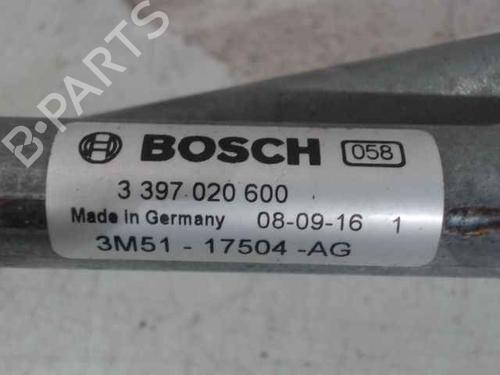 B-PARTS
BOSCH 058
3 397 020 600
Made in Germany 08-09-16 1
3M51 - 17504 -AG